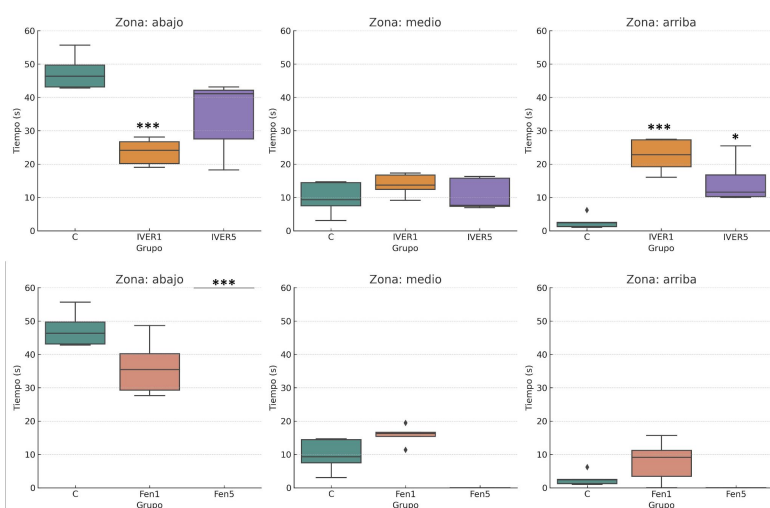 Zona: abajo
Zona: medio
Zona: arriba
60
50
40
30
20
10
0
Tiempo (s)
***
C
IVER1
IVER5
Grupo
60
50
40
30
20
10
0
Tiempo (s)
C
IVER1
IVER5
Grupo
60
50
40
30
20
10
0
Tiempo (s)
***
*
C
IVER1
IVER5
Grupo
Zona: abajo
Zona: medio
Zona: arriba
60
50
40
30
20
10
0
Tiempo (s)
***
C
Fen1
Fen5
Grupo
60
50
40
30
20
10
0
Tiempo (s)
C
Fen1
Fen5
Grupo
60
50
40
30
20
10
0
Tiempo (s)
C
Fen1
Fen5
Grupo